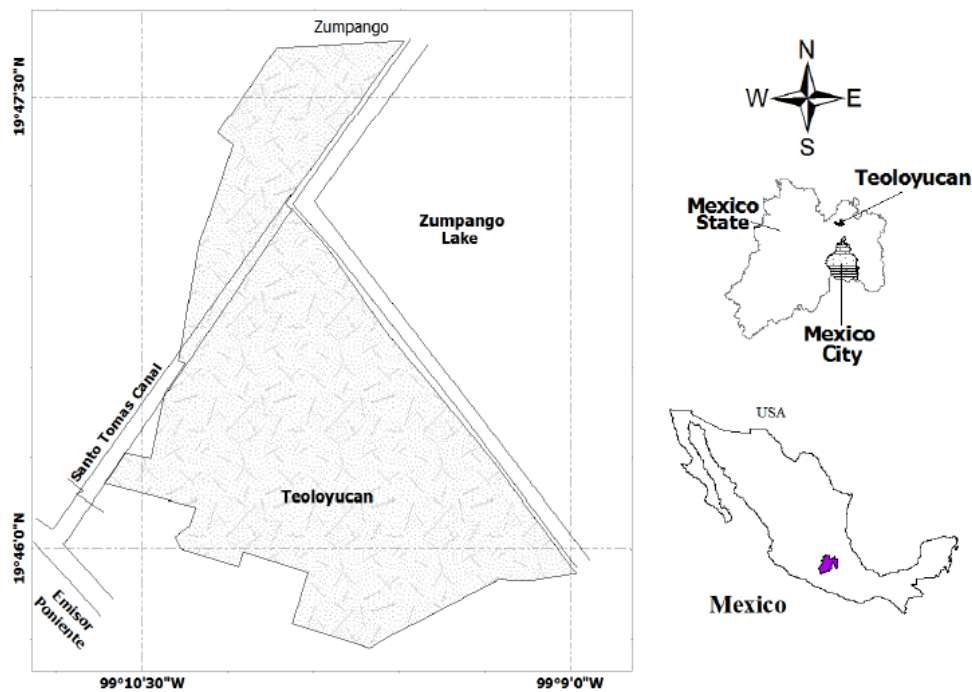 Zumpango
19°47'30"N
Zumpango
Lake
Santo Tomas Canal
Teoloyucan
19°46'0"N
Emisor
Poniente
99°10'30"W
99°9'0"W
N
W
E
S
Teoloyucan
Mexico
State
Mexico
City
USA
Mexico